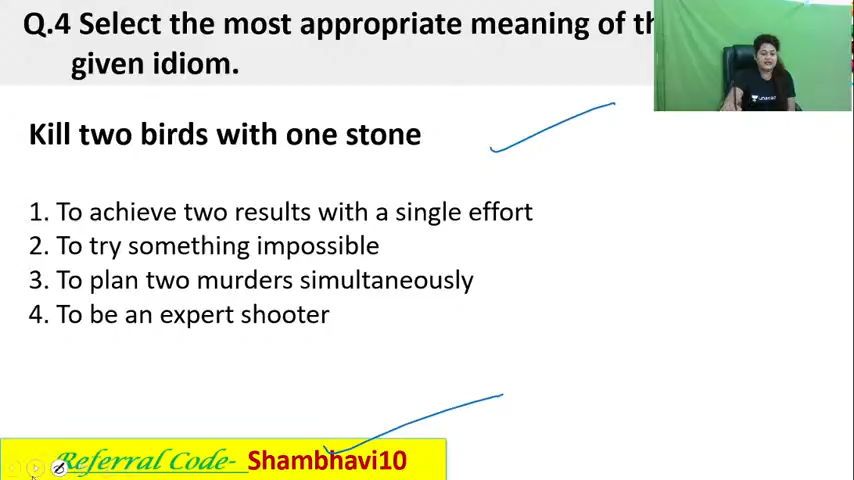 Q.4 Select the most appropriate meaning of th
given idiom.
Kill two birds with one stone
1. To achieve two results with a single effort
2. To try something impossible
3. To plan two murders simultaneously
4. To be an expert shooter
Referral Code- Shambhavi10